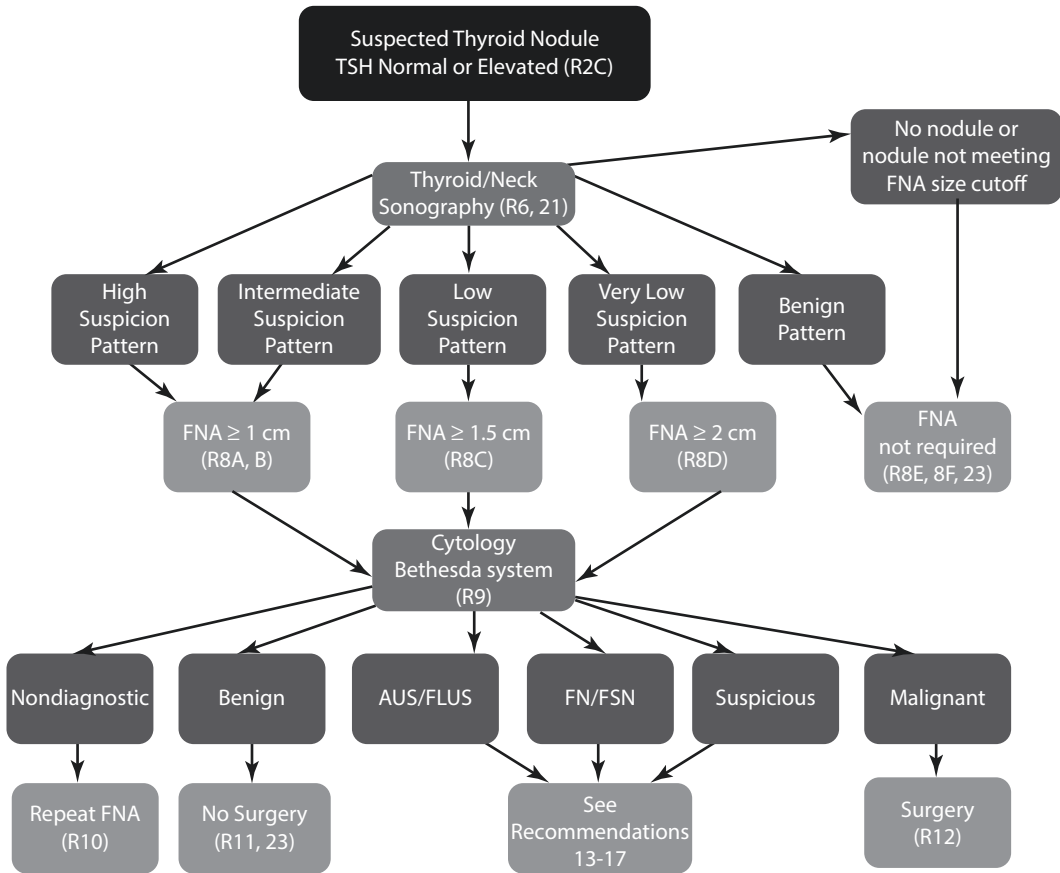 Suspected Thyroid Nodule
TSH Normal or Elevated (R2C)
No nodule or
nodule not meeting
FNA size cutoff
Thyroid/Neck
Sonography (R6, 21)
High
Suspicion
Pattern
Intermediate
Suspicion
Pattern
Low
Suspicion
Pattern
Very Low
Suspicion
Pattern
Benign
Pattern
FNA ≥ 1 cm
(R8A, B)
FNA ≥ 1.5 cm
(R8C)
FNA ≥ 2 cm
(R8D)
FNA
not required
(R8E, 8F, 23)
Cytology
Bethesda system
(R9)
Nondiagnostic
Benign
AUS/FLUS
FN/FSN
Suspicious
Malignant
Repeat FNA
(R10)
No Surgery
(R11, 23)
See
Recommendations
13-17
Surgery
(R12)